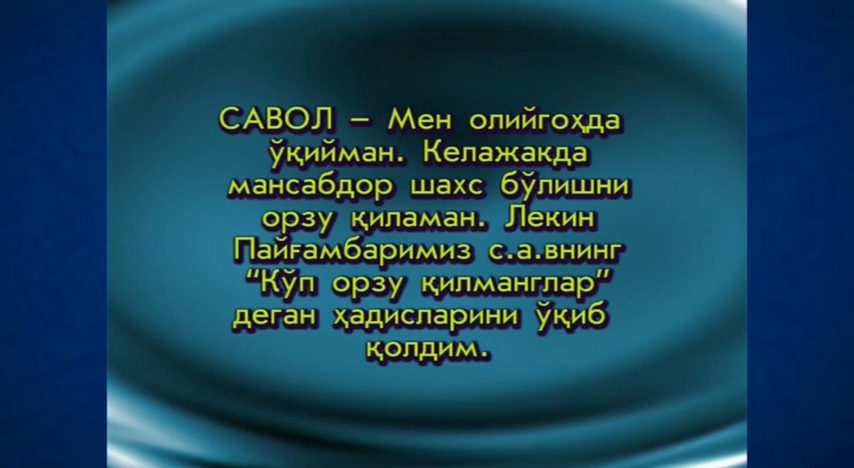 САВОЛ – Мен олийгоҳда
ўқийман. Келажакда
мансабдор шахс бўлишни
орзу қиламан. Лекин
Пайғамбаримиз с.а.внинг
“Кўп орзу қилманглар”
деган ҳадисларини ўқиб
қолдим.